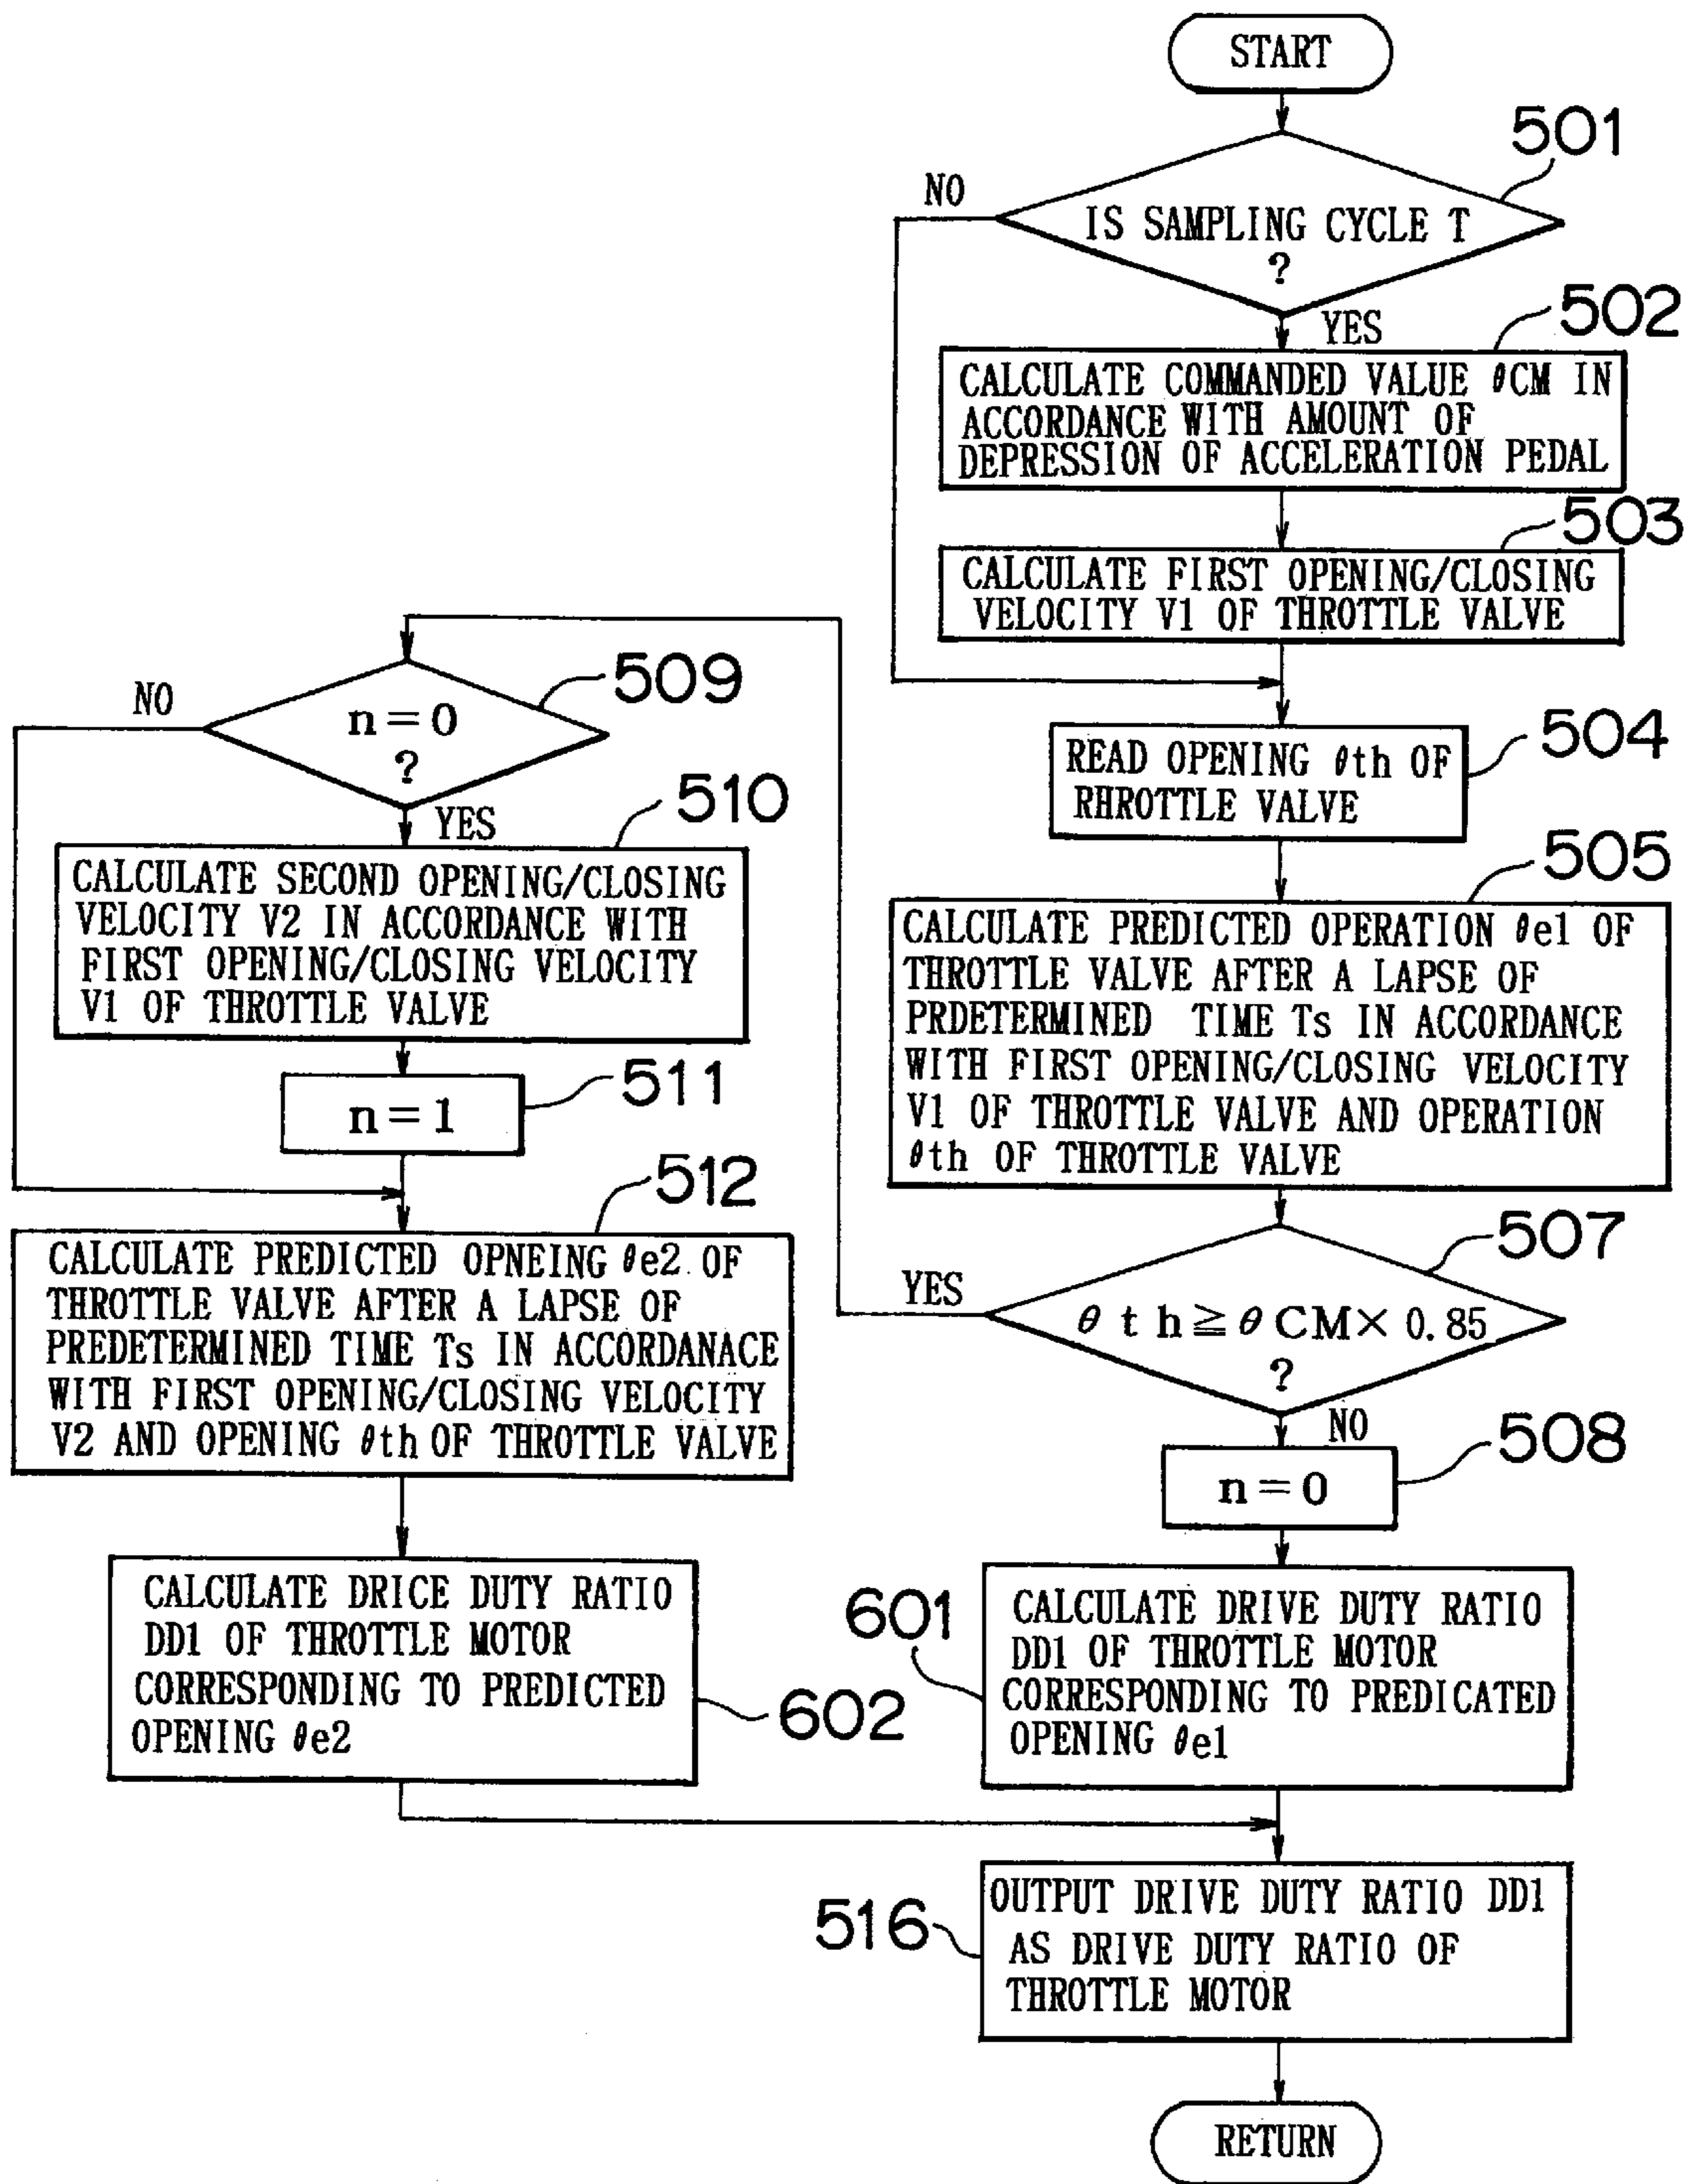 START
501
NO
IS SAMPLING CYCLE T
?
YES
502
CALCULATE COMMANDED VALUE θCM IN
ACCORDANCE WITH AMOUNT OF
DEPRESSION OF ACCELERATION PEDAL
503
CALCULATE FIRST OPENING/CLOSING
VELOCITY V1 OF THROTTLE VALVE
504
READ OPENING θth OF
RHROTTLE VALVE
505
CALCULATE PREDICTED OPERATION θe1 OF
THROTTLE VALVE AFTER A LAPSE OF
PRDETERMINED TIME Ts IN ACCORDANCE
WITH FIRST OPENING/CLOSING VELOCITY
V1 OF THROTTLE VALVE AND OPERATION
θth OF THROTTLE VALVE
507
YES
θ th ≧ θ CM × 0.85
?
NO
508
n = 0
601
CALCULATE DRIVE DUTY RATIO
DD1 OF THROTTLE MOTOR
CORRESPONDING TO PREDICATED
OPENING θe1
509
NO
n = 0
?
YES
510
CALCULATE SECOND OPENING/CLOSING
VELOCITY V2 IN ACCORDANCE WITH
FIRST OPENING/CLOSING VELOCITY
V1 OF THROTTLE VALVE
511
n = 1
512
CALCULATE PREDICTED OPNEING θe2 OF
THROTTLE VALVE AFTER A LAPSE OF
PREDETERMINED TIME Ts IN ACCORDANACE
WITH FIRST OPENING/CLOSING VELOCITY
V2 AND OPENING θth OF THROTTLE VALVE
CALCULATE DRICE DUTY RATIO
DD1 OF THROTTLE MOTOR
CORRESPONDING TO PREDICTED
OPENING θe2
602
516
OUTPUT DRIVE DUTY RATIO DD1
AS DRIVE DUTY RATIO OF
THROTTLE MOTOR
RETURN